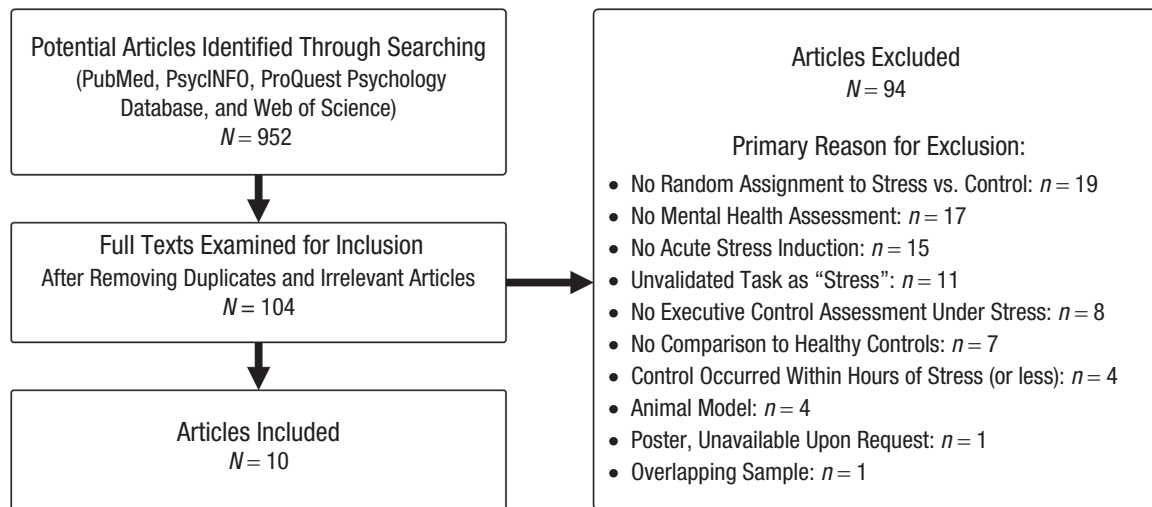 Potential Articles Identified Through Searching
(PubMed, PsycINFO, ProQuest Psychology
Database, and Web of Science)
N = 952
Full Texts Examined for Inclusion
After Removing Duplicates and Irrelevant Articles
N = 104
Articles Included
N = 10
Articles Excluded
N = 94
Primary Reason for Exclusion:
• No Random Assignment to Stress vs. Control: n = 19
• No Mental Health Assessment: n = 17
• No Acute Stress Induction: n = 15
• Unvalidated Task as “Stress”: n = 11
• No Executive Control Assessment Under Stress: n = 8
• No Comparison to Healthy Controls: n = 7
• Control Occurred Within Hours of Stress (or less): n = 4
• Animal Model: n = 4
• Poster, Unavailable Upon Request: n = 1
• Overlapping Sample: n = 1